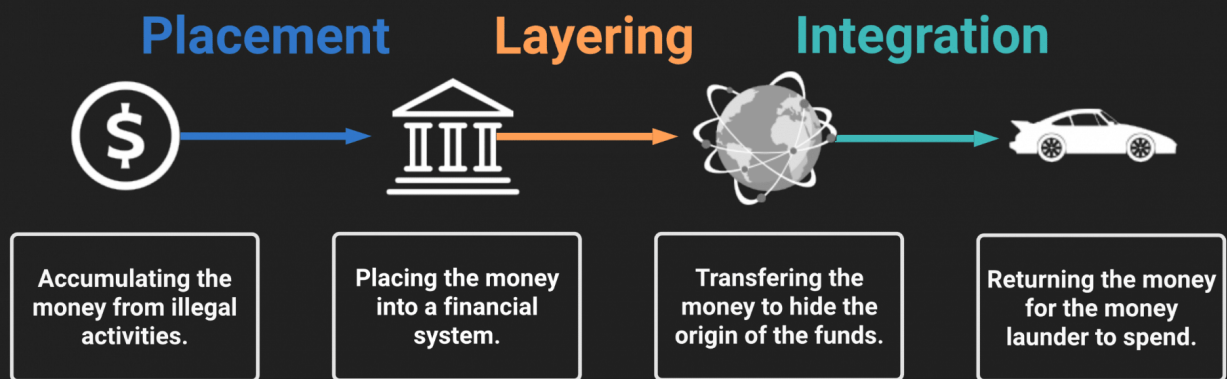 Placement
Layering
Integration
$
Accumulating the
money from illegal
activities.
Placing the money
into a financial
system.
Transfering the
money to hide the
origin of the funds.
Returning the money
for the money
launder to spend.